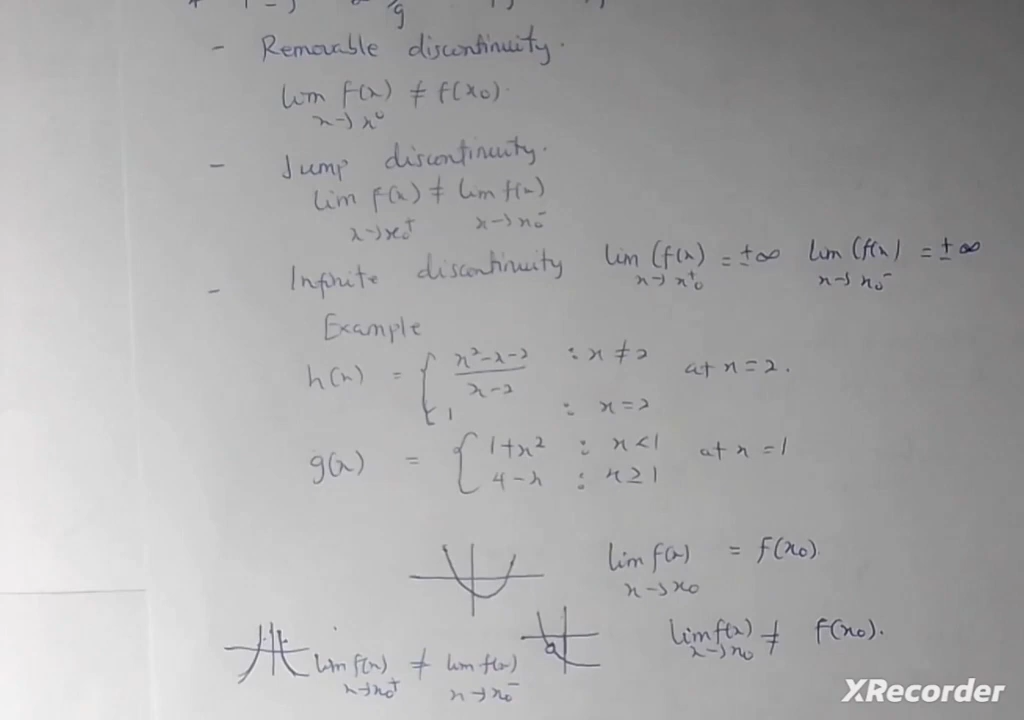 - Removable discontinuity.
lim f(x) ≠ f(x0).
x→x0
- Jump discontinuity.
lim f(x) ≠ lim f(x)
x→x0⁺ x→x0⁻
- Infinite discontinuity lim (f(x) = ±∞ lim (f(x) = ±∞
x→x0⁺ x→x0⁻
Example
h(x) = { (x²-x-2)/(x-2) : x ≠ 2 at x = 2.
1 : x = 2
g(x) = { 1+x² : x < 1 at x = 1
4-x : x ≥ 1
lim f(x) = f(x0).
x→x0
lim f(x) ≠ f(x0).
x→x0
a
lim f(x) ≠ lim f(x)
x→x0⁺ x→x0⁻
XRecorder